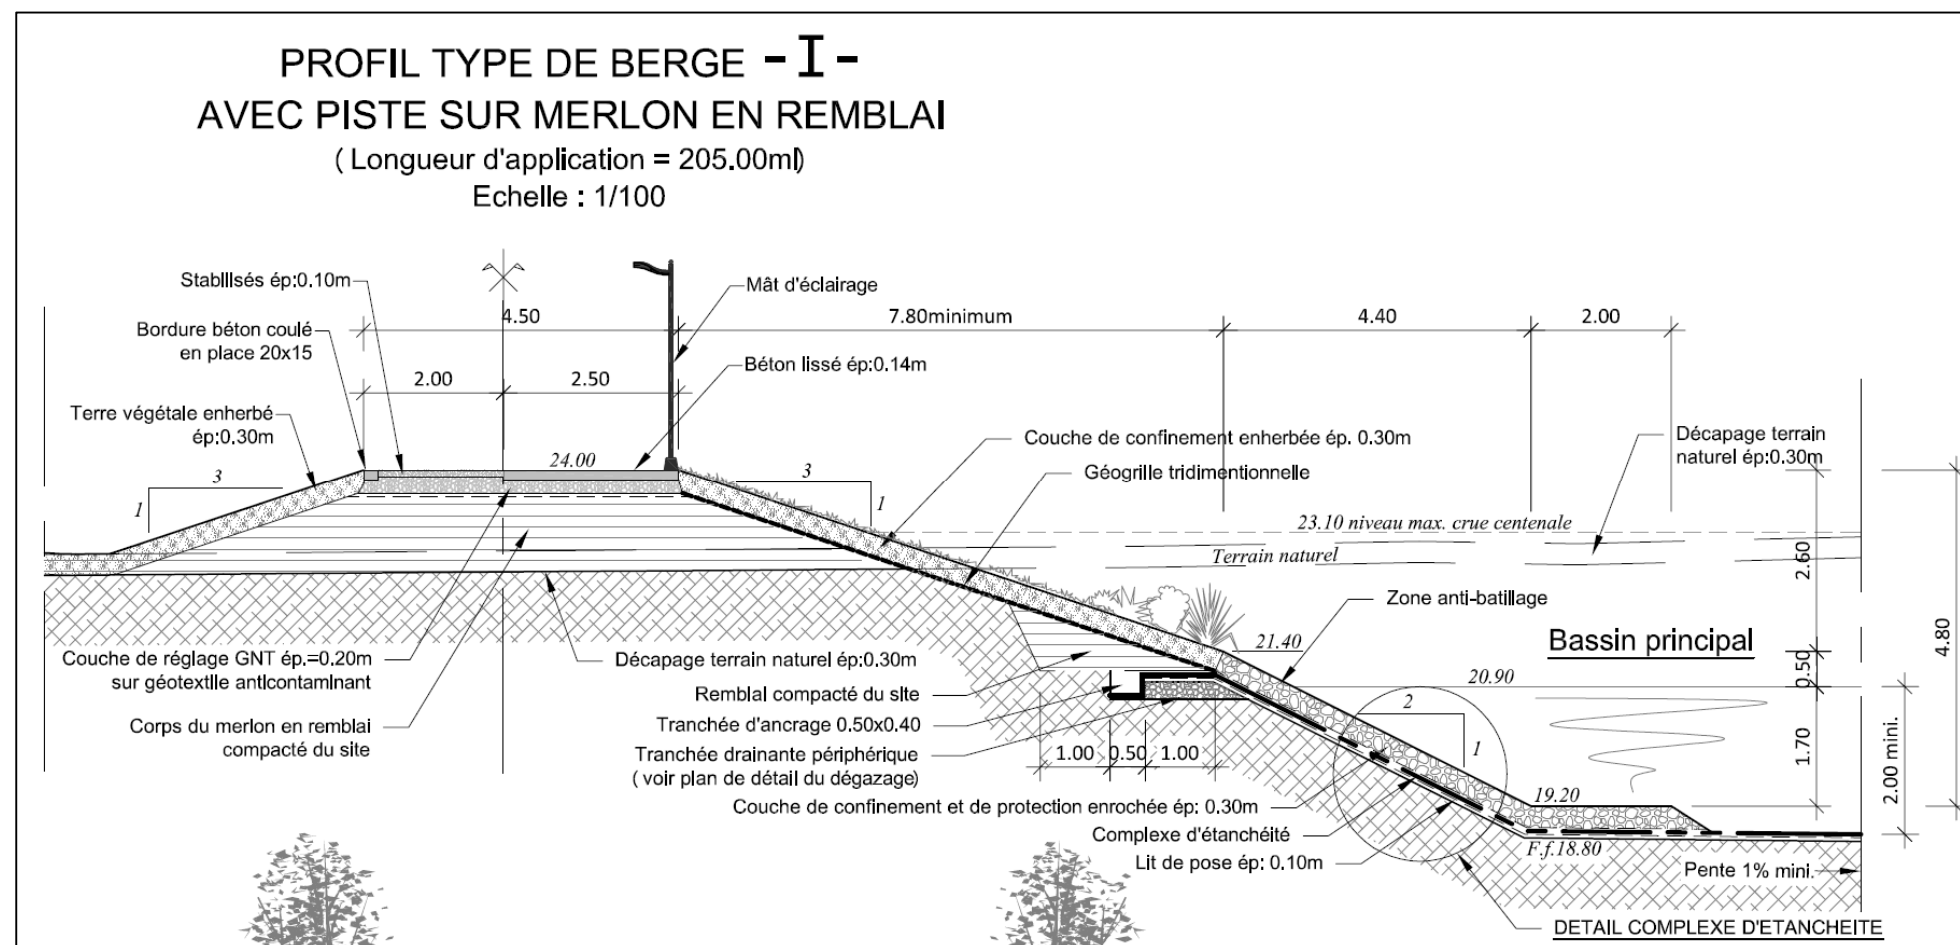 PROFIL TYPE DE BERGE -I-
AVEC PISTE SUR MERLON EN REMBLAI
( Longueur d'application = 205.00ml)
Echelle : 1/100
Stabilisés ép:0.10m
Mât d'éclairage
4.50
7.80minimum
4.40
2.00
Bordure béton coulé
en place 20x15
Béton lissé ép:0.14m
2.00
2.50
Terre végétale enherbé
ép:0.30m
Couche de confinement enherbée ép. 0.30m
Décapage terrain
naturel ép:0.30m
24.00
Géogrille tridimentionnelle
3
1
3
1
23.10 niveau max. crue centenale
Terrain naturel
2.60
Zone anti-batillage
Bassin principal
4.80
21.40
0.50
20.90
Couche de réglage GNT ép.=0.20m
sur géotextile anticontaminant
Décapage terrain naturel ép:0.30m
Remblai compacté du site
Corps du merlon en remblai
compacté du site
Tranchée d'ancrage 0.50x0.40
Tranchée drainante périphérique
( voir plan de détail du dégazage)
1.00
0.50
1.00
2
1
1.70
2.00 mini.
Couche de confinement et de protection enrochée ép: 0.30m
19.20
Complexe d'étanchéité
Lit de pose ép: 0.10m
F.f.18.80
Pente 1% mini.
DETAIL COMPLEXE D'ETANCHEITE